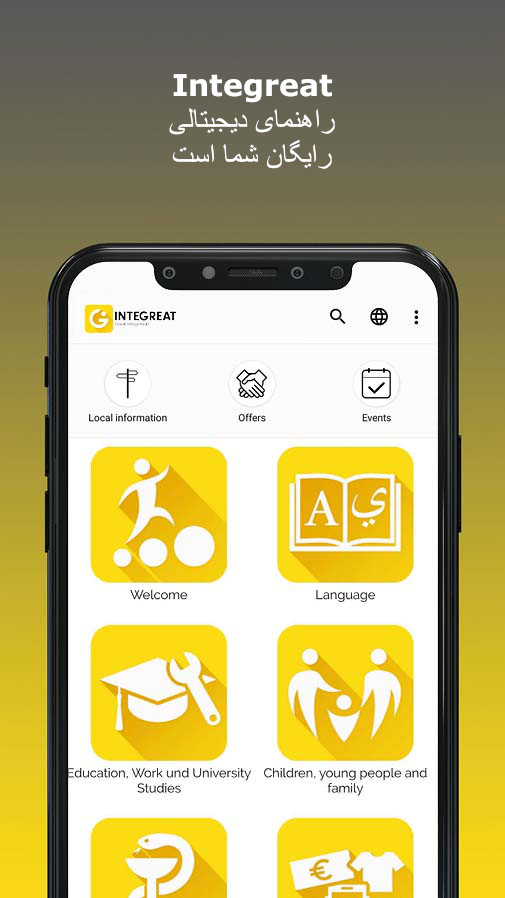 Integreat
راهنمای دیجیتالی
رایگان شما است
INTEGREAT
Local information
Offers
Events
A ي
Welcome
Language
Education, Work und University
Studies
Children, young people and
family
€